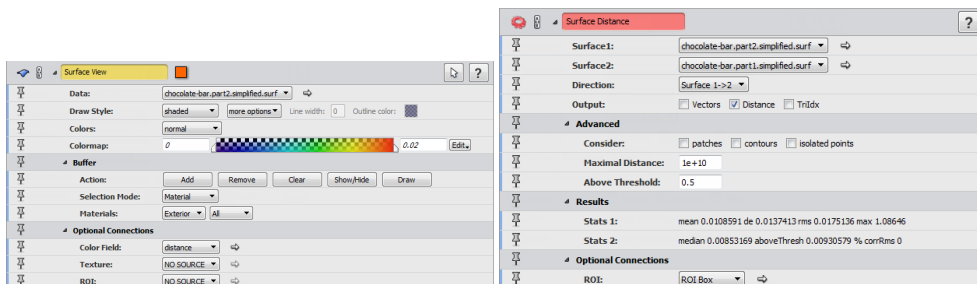 Surface View
?
Data: chocolate-bar.part2.simplified.surf
Draw Style: shaded more options Line width: 0 Outline color:
Colors: normal
Colormap: 0 0.02 Edit
Buffer
Action: Add Remove Clear Show/Hide Draw
Selection Mode: Material
Materials: Exterior All
Optional Connections
Color Field: distance
Texture: NO SOURCE
ROI: NO SOURCE
Surface Distance
?
Surface1: chocolate-bar.part2.simplified.surf
Surface2: chocolate-bar.part1.simplified.surf
Direction: Surface 1->2
Output: Vectors Distance TriIdx
Advanced
Consider: patches contours isolated points
Maximal Distance: 1e+10
Above Threshold: 0.5
Results
Stats 1: mean 0.0108591 de 0.0137413 rms 0.0175136 max 1.08646
Stats 2: median 0.00853169 aboveThresh 0.00930579 % corrRms 0
Optional Connections
ROI: ROI Box